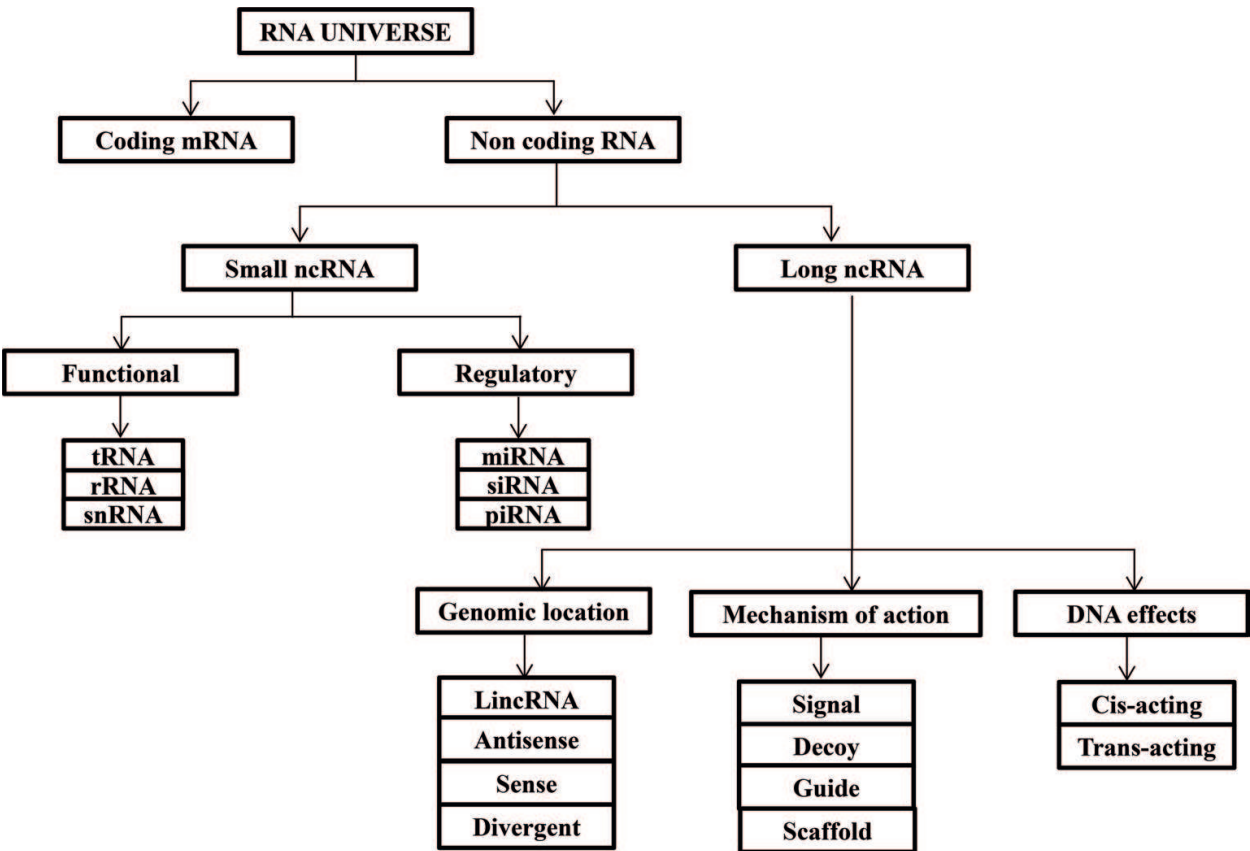 RNA UNIVERSE
Coding mRNA
Non coding RNA
Small ncRNA
Long ncRNA
Functional
Regulatory
tRNA
rRNA
snRNA
miRNA
siRNA
piRNA
Genomic location
Mechanism of action
DNA effects
LincRNA
Antisense
Sense
Divergent
Signal
Decoy
Guide
Scaffold
Cis-acting
Trans-acting